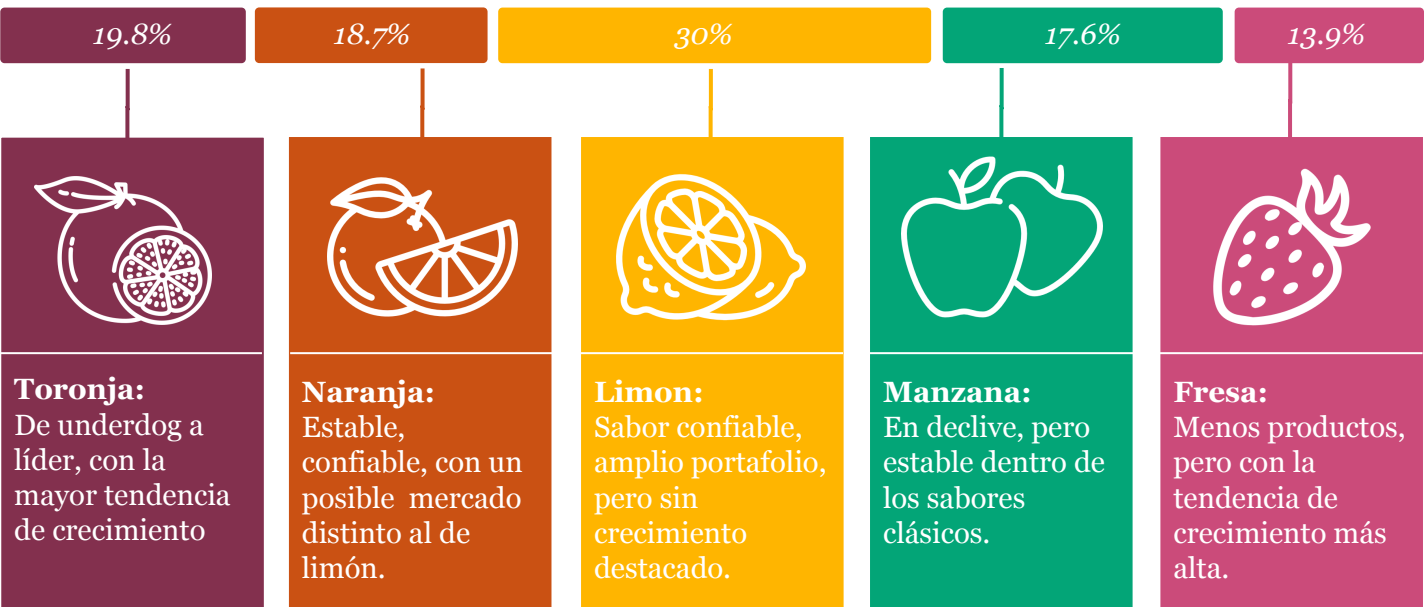 19.8%
18.7%
30%
17.6%
13.9%
Toronja:
De underdog a
líder, con la
mayor tendencia
de crecimiento
Naranja:
Estable,
confiable, con un
posible  mercado
distinto al de
limón.
Limon:
Sabor confiable,
amplio portafolio,
pero sin
crecimiento
destacado.
Manzana:
En declive, pero
estable dentro de
los sabores
clásicos.
Fresa:
Menos productos,
pero con la
tendencia de
crecimiento más
alta.